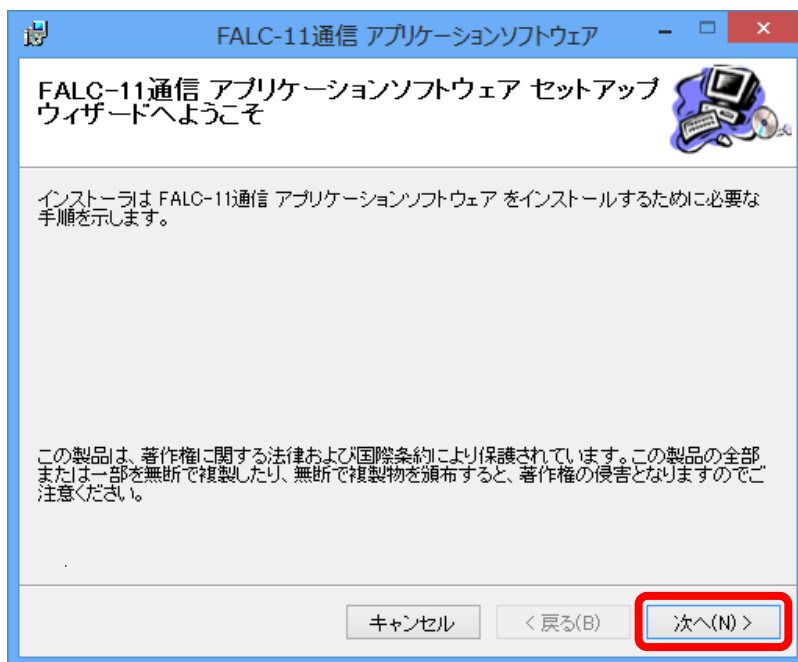 FALC-11通信 アプリケーションソフトウェア
FALC-11通信 アプリケーションソフトウェア セットアップ
ウィザードへようこそ
インストーラは FALC-11通信 アプリケーションソフトウェア をインストールするために必要な
手順を示します。
この製品は、著作権に関する法律および国際条約により保護されています。この製品の全部
または一部を無断で複製したり、無断で複製物を頒布すると、著作権の侵害となりますのでご
注意ください。
キャンセル
< 戻る(B)
次へ(N) >